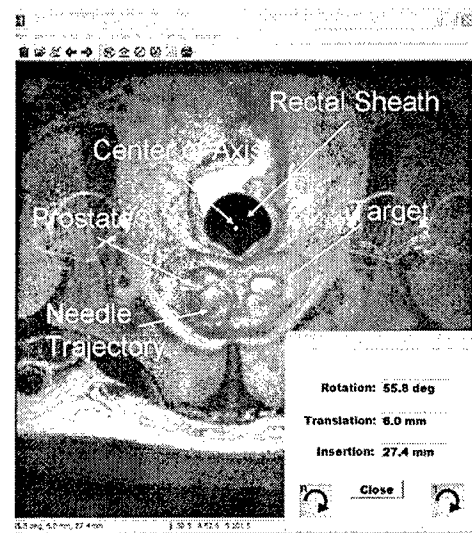 Rectal Sheath
Center of Axis
Prostate
Target
Needle
Trajectory
Rotation: 55.8 deg
Translation: 6.0 mm
Insertion: 27.4 mm
Close